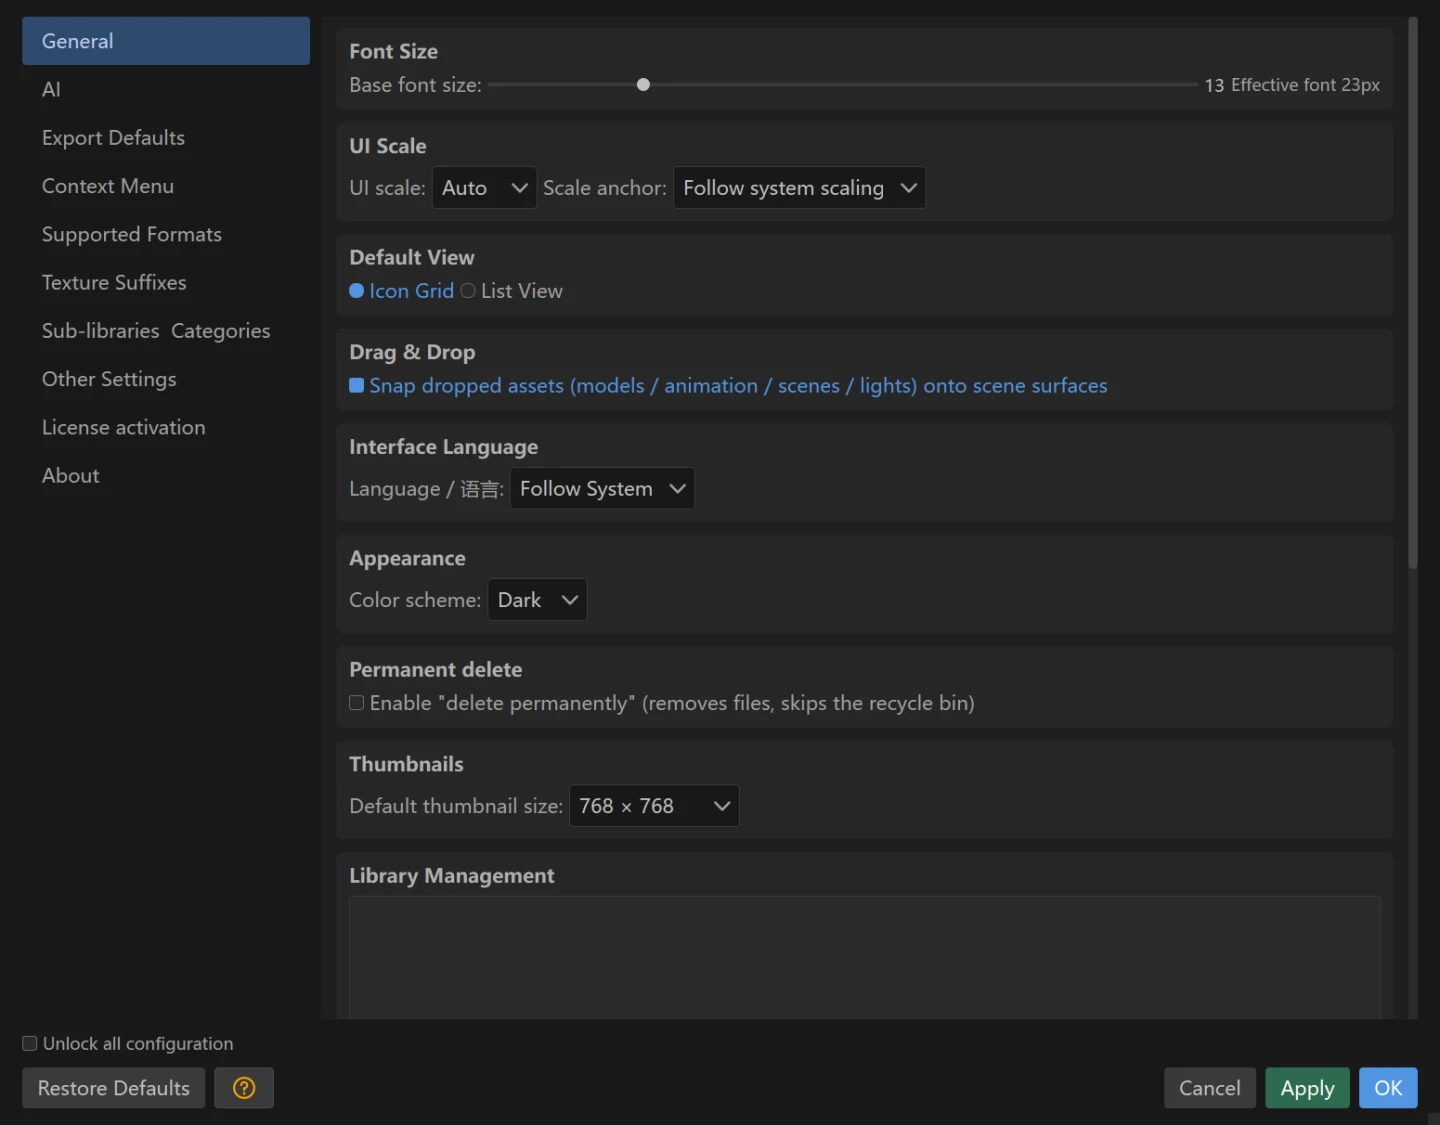 General
AI
Export Defaults
Context Menu
Supported Formats
Texture Suffixes
Sub-libraries  Categories
Other Settings
License activation
About
Font Size
Base font size: 13 Effective font 23px
UI Scale
UI scale: Auto Scale anchor: Follow system scaling
Default View
Icon Grid List View
Drag & Drop
Snap dropped assets (models / animation / scenes / lights) onto scene surfaces
Interface Language
Language / 语言: Follow System
Appearance
Color scheme: Dark
Permanent delete
Enable "delete permanently" (removes files, skips the recycle bin)
Thumbnails
Default thumbnail size: 768 × 768
Library Management
Unlock all configuration
Restore Defaults ? Cancel Apply OK